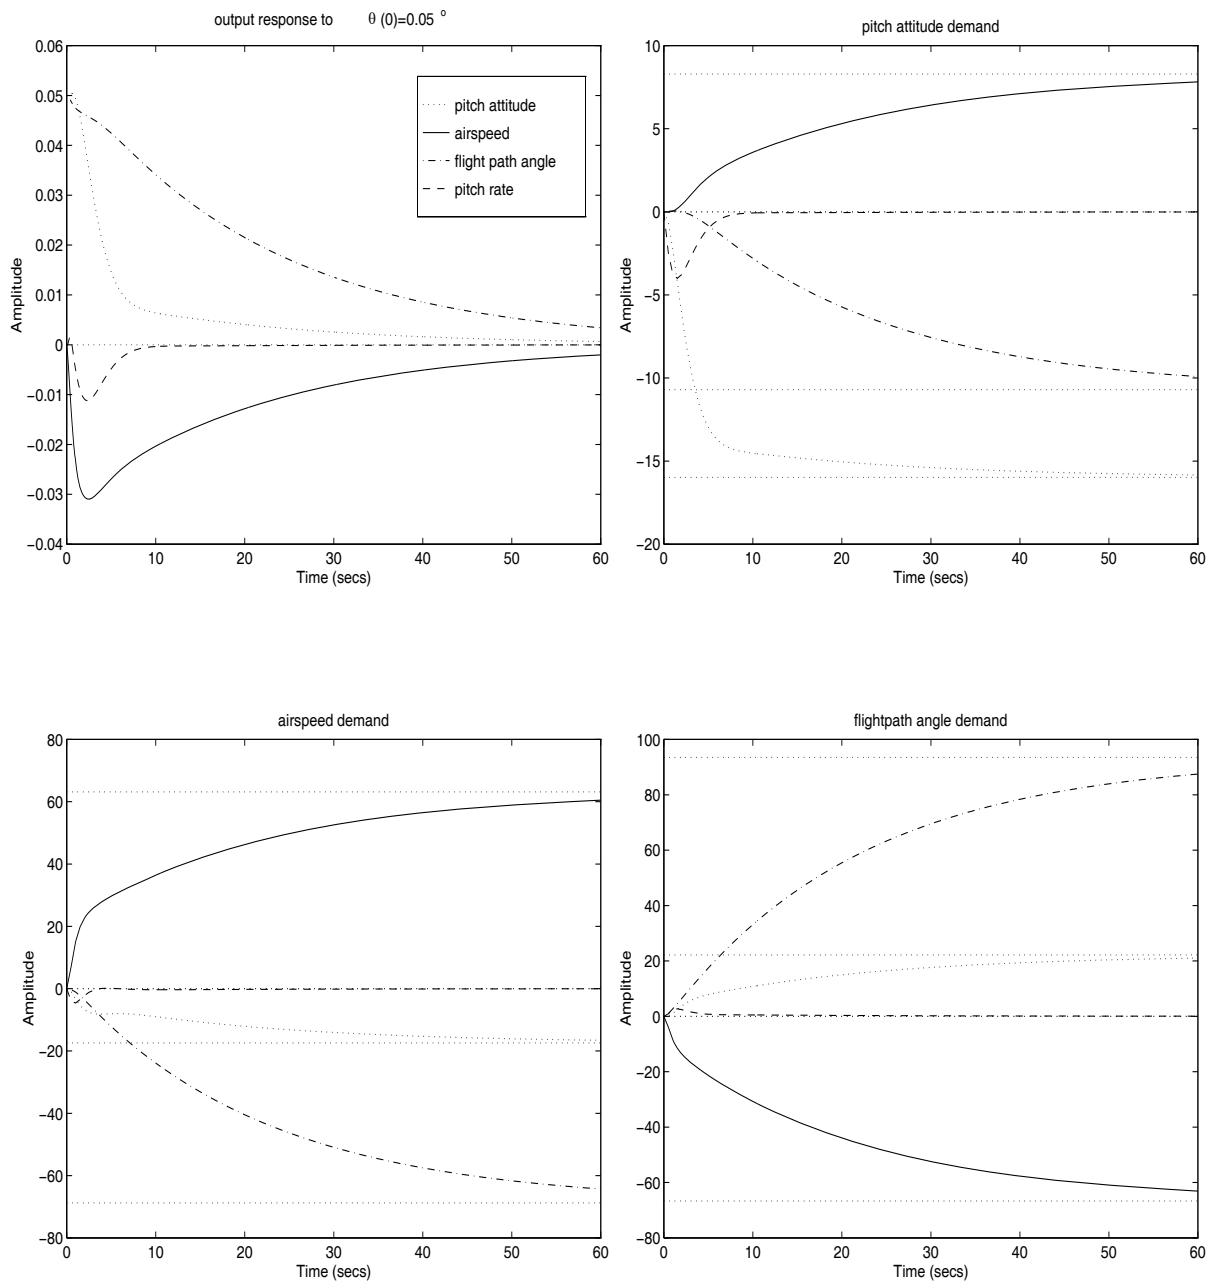 output response to θ (0)=0.05 o
0.06
0.05
0.04
0.03
0.02
0.01
0
−0.01
−0.02
−0.03
−0.04
0 10 20 30 40 50 60
Time (secs)
Amplitude
pitch attitude
airspeed
flight path angle
pitch rate
pitch attitude demand
10
5
0
−5
−10
−15
−20
0 10 20 30 40 50 60
Time (secs)
Amplitude
airspeed demand
80
60
40
20
0
−20
−40
−60
−80
0 10 20 30 40 50 60
Time (secs)
Amplitude
flightpath angle demand
100
80
60
40
20
0
−20
−40
−60
−80
0 10 20 30 40 50 60
Time (secs)
Amplitude